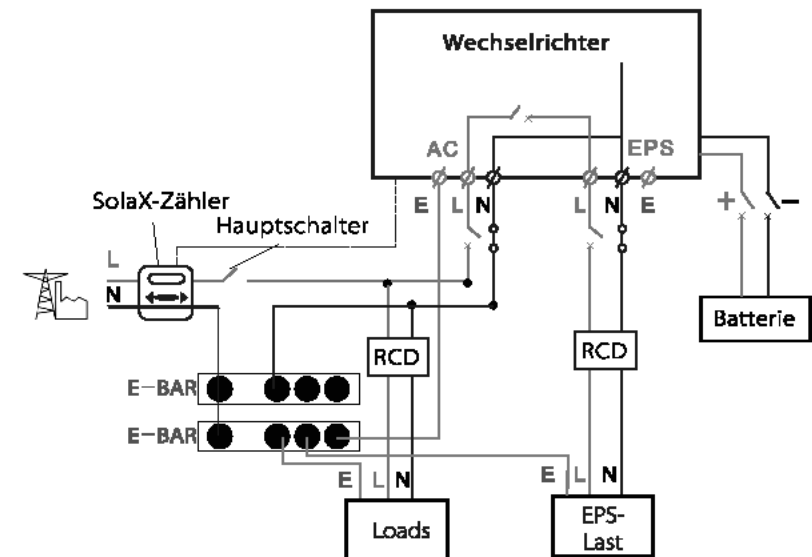 Wechselrichter
AC
EPS
E
L
N
L
N
E
+
−
SolaX-Zähler
Hauptschalter
L
N
Batterie
RCD
RCD
E-BAR
E-BAR
E
L
N
E
L
N
Loads
EPS-
Last